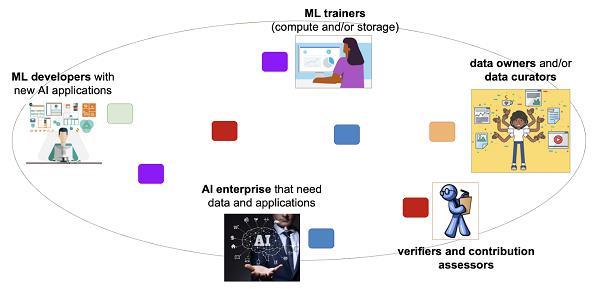 ML trainers
(compute and/or storage)
ML developers with
new AI applications
data owners and/or
data curators
AI enterprise that need
data and applications
AI
verifiers and contribution
assessors